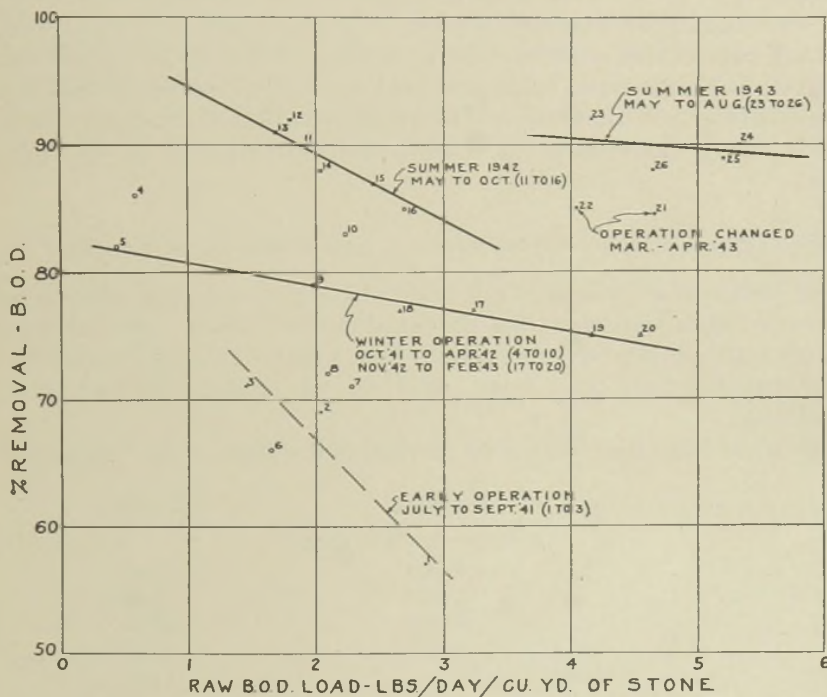 100
90
80
70
60
50
% REMOVAL - B.O.D.
0 1 2 3 4 5 6
RAW B.O.D. LOAD-LBS/DAY/CU. YD. OF STONE
SUMMER 1943
MAY TO AUG. (23 TO 26)
SUMMER 1942
MAY TO OCT. (11 TO 16)
OPERATION CHANGED
MAR.-APR. '43
WINTER OPERATION
OCT. '41 TO APR. '42 (4 TO 10)
NOV. '42 TO FEB. '43 (17 TO 20)
EARLY OPERATION
JULY TO SEPT. '41 (1 TO 3)
12
13
11
14
15
16
4
10
5
9
18
17
19
20
8
7
3
2
6
1
23
24
25
26
22
21